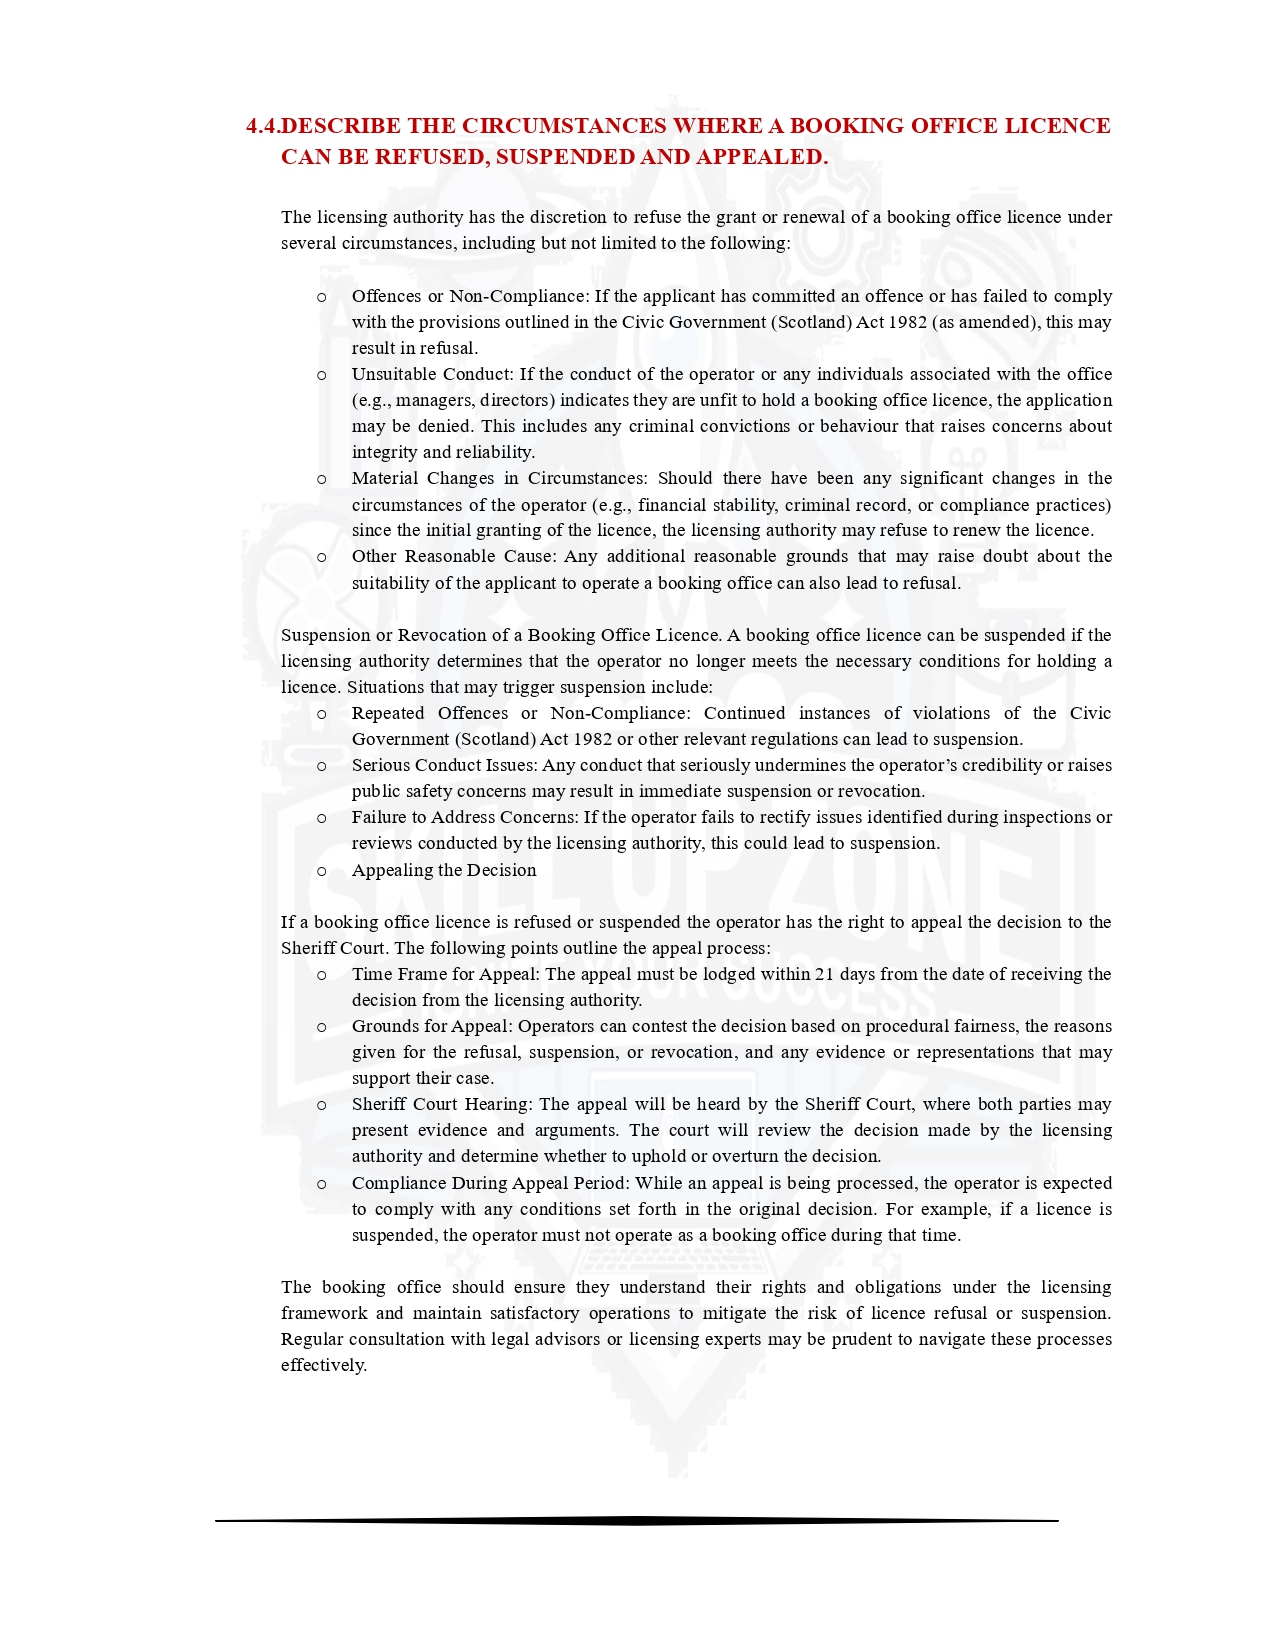 4.4.DESCRIBE THE CIRCUMSTANCES WHERE A BOOKING OFFICE LICENCE
CAN BE REFUSED, SUSPENDED AND APPEALED.
The licensing authority has the discretion to refuse the grant or renewal of a booking office licence under
several circumstances, including but not limited to the following:
o Offences or Non-Compliance: If the applicant has committed an offence or has failed to comply
with the provisions outlined in the Civic Government (Scotland) Act 1982 (as amended), this may
result in refusal.
o Unsuitable Conduct: If the conduct of the operator or any individuals associated with the office
(e.g., managers, directors) indicates they are unfit to hold a booking office licence, the application
may be denied. This includes any criminal convictions or behaviour that raises concerns about
integrity and reliability.
o Material Changes in Circumstances: Should there have been any significant changes in the
circumstances of the operator (e.g., financial stability, criminal record, or compliance practices)
since the initial granting of the licence, the licensing authority may refuse to renew the licence.
o Other Reasonable Cause: Any additional reasonable grounds that may raise doubt about the
suitability of the applicant to operate a booking office can also lead to refusal.
Suspension or Revocation of a Booking Office Licence. A booking office licence can be suspended if the
licensing authority determines that the operator no longer meets the necessary conditions for holding a
licence. Situations that may trigger suspension include:
o Repeated Offences or Non-Compliance: Continued instances of violations of the Civic
Government (Scotland) Act 1982 or other relevant regulations can lead to suspension.
o Serious Conduct Issues: Any conduct that seriously undermines the operator’s credibility or raises
public safety concerns may result in immediate suspension or revocation.
o Failure to Address Concerns: If the operator fails to rectify issues identified during inspections or
reviews conducted by the licensing authority, this could lead to suspension.
o Appealing the Decision
SKILL UP ZONE
If a booking office licence is refused or suspended the operator has the right to appeal the decision to the
Sheriff Court. The following points outline the appeal process:
o Time Frame for Appeal: The appeal must be lodged within 21 days from the date of receiving the
decision from the licensing authority.
IGNITE YOUR SUCCESS
o Grounds for Appeal: Operators can contest the decision based on procedural fairness, the reasons
given for the refusal, suspension, or revocation, and any evidence or representations that may
support their case.
o Sheriff Court Hearing: The appeal will be heard by the Sheriff Court, where both parties may
present evidence and arguments. The court will review the decision made by the licensing
authority and determine whether to uphold or overturn the decision.
o Compliance During Appeal Period: While an appeal is being processed, the operator is expected
to comply with any conditions set forth in the original decision. For example, if a licence is
suspended, the operator must not operate as a booking office during that time.
The booking office should ensure they understand their rights and obligations under the licensing
framework and maintain satisfactory operations to mitigate the risk of licence refusal or suspension.
Regular consultation with legal advisors or licensing experts may be prudent to navigate these processes
effectively.